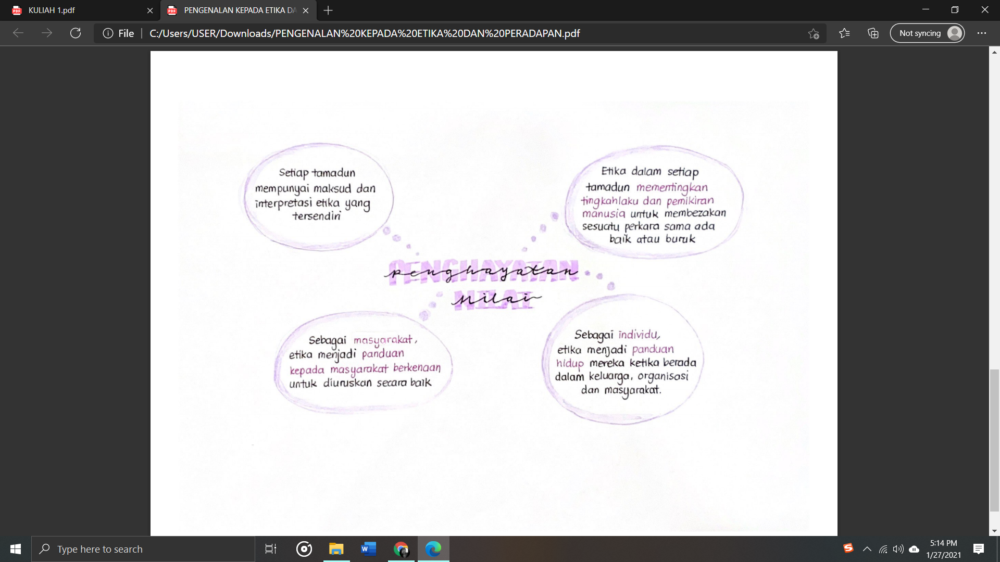 KULIAH 1.pdf
PENGENALAN KEPADA ETIKA DA
File
C:/Users/USER/Downloads/PENGENALAN%20KEPADA%20ETIKA%20DAN%20PERADAPAN.pdf
Not syncing
Setiap tamadun
mempunyai maksud dan
interpretasi etika yang
tersendiri
Etika dalam setiap
tamadun mementingkan
tingkahlaku dan pemikiran
manusia untuk membezakan
sesuatu perkara sama ada
baik atau buruk
PENGHAYATAN
penghayatan
NILAI
Nilai
Sebagai masyarakat,
etika menjadi panduan
kepada masyarakat berkenaan
untuk diuruskan secara baik
Sebagai individu,
etika menjadi panduan
hidup mereka ketika berada
dalam keluarga, organisasi
dan masyarakat.
Type here to search
5:14 PM
1/27/2021